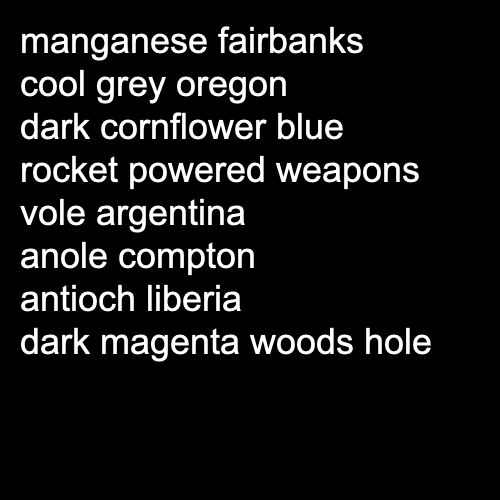 manganese fairbanks
cool grey oregon
dark cornflower blue
rocket powered weapons
vole argentina
anole compton
antioch liberia
dark magenta woods hole